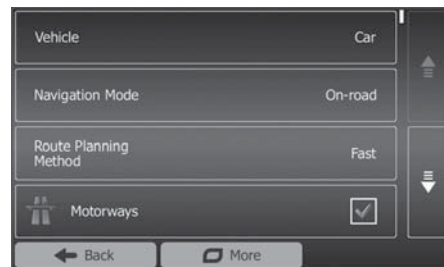 Vehicle Car
Navigation Mode On-road
Route Planning
Method Fast
Motorways
Back More